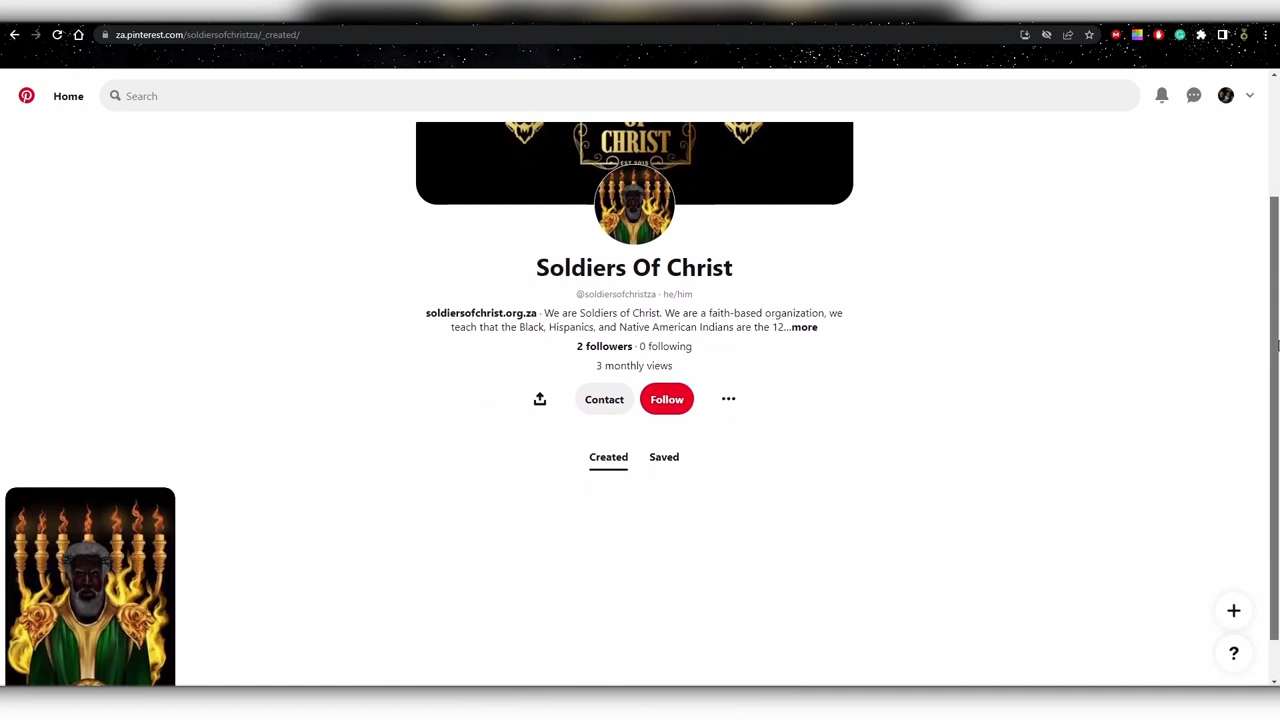 za.pinterest.com/soldiersofchristza/_created/
Home
Search
OF
CHRIST
EST 2015
Soldiers Of Christ
@soldiersofchristza · he/him
soldiersofchrist.org.za · We are Soldiers of Christ. We are a faith-based organization, we
teach that the Black, Hispanics, and Native American Indians are the 12...more
2 followers · 0 following
3 monthly views
Contact
Follow
Created
Saved